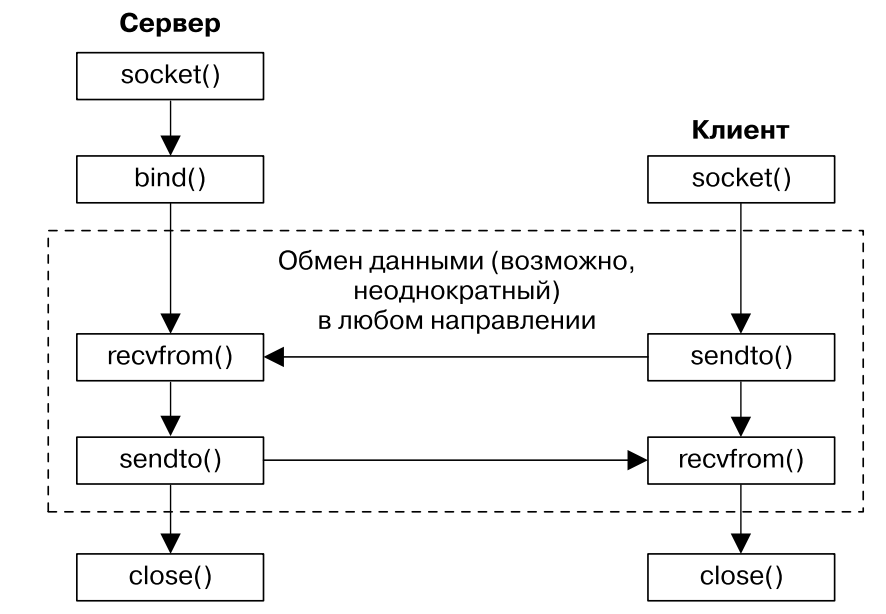 Сервер
socket()
Клиент
bind()
socket()
Обмен данными (возможно,
неоднократный)
в любом направлении
recvfrom()
sendto()
sendto()
recvfrom()
close()
close()